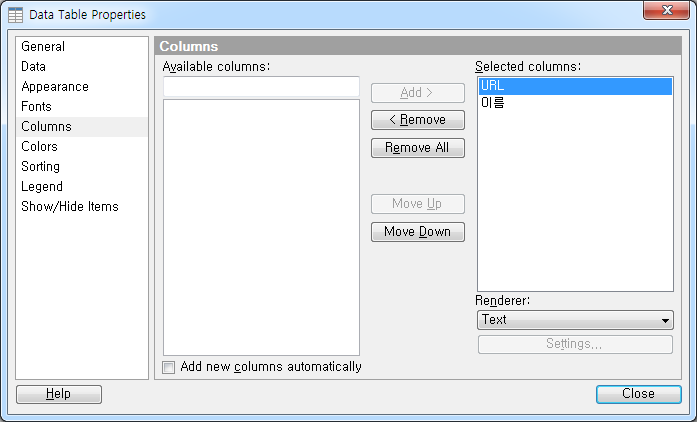 Data Table Properties
General
Data
Appearance
Fonts
Columns
Colors
Sorting
Legend
Show/Hide Items
Columns
Available columns:
Add >
< Remove
Remove All
Move Up
Move Down
Selected columns:
URL
이름
Renderer:
Text
Settings...
Add new columns automatically
Help
Close